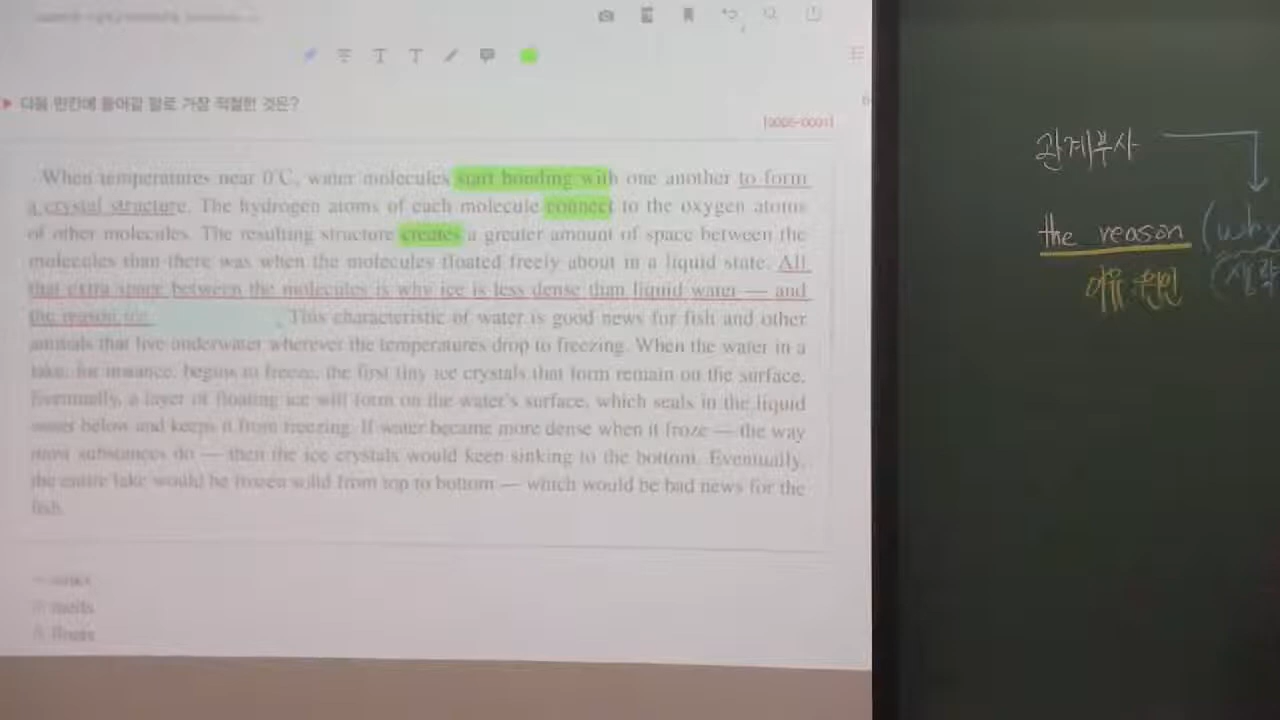 ▶ 다음 빈칸에 들어갈 말로 가장 적절한 것은?
When temperatures near 0°C, water molecules start bonding with one another to form
a crystal structure. The hydrogen atoms of each molecule connect to the oxygen atoms
of other molecules. The resulting structure creates a greater amount of space between the
molecules than there was when the molecules floated freely about in a liquid state. All
that extra space between the molecules is why ice is less dense than liquid water — and
the reason ice . This characteristic of water is good news for fish and other
animals that live underwater wherever the temperatures drop to freezing. When the water in a
lake, for instance, begins to freeze, the first tiny ice crystals that form remain on the surface.
Eventually, a layer of floating ice will form on the water's surface, which seals in the liquid
water below and keeps it from freezing. If water became more dense when it froze — the way
most substances do — then the ice crystals would keep sinking to the bottom. Eventually,
the entire lake would be frozen solid from top to bottom — which would be bad news for the
fish.
melts
floats
관계부사
the reason (why
이유, 원인 (생략